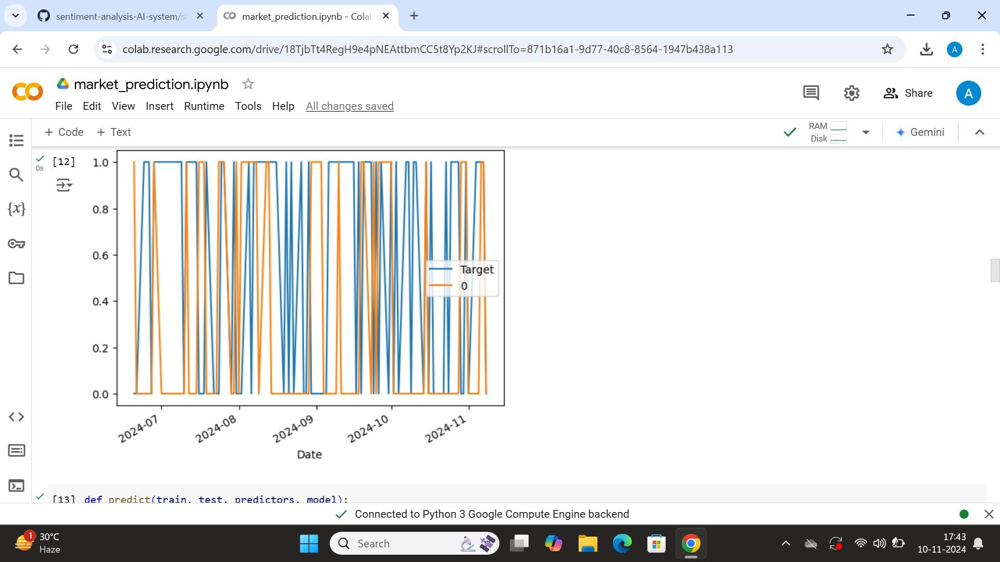 sentiment-analysis-AI-system/s
market_prediction.ipynb - Cola
colab.research.google.com/drive/18TjbTt4RegH9e4pNEAttbmCC5t8Yp2KJ#scrollTo=871b16a1-9d77-40c8-8564-1947b438a113
A
CO
market_prediction.ipynb
Share
A
File Edit View Insert Runtime Tools Help All changes saved
+ Code + Text
RAM
Disk
Gemini
[12]
0s
{x}
1.0
0.8
0.6
0.4
0.2
0.0
Target
0
2024-07 2024-08 2024-09 2024-10 2024-11
Date
[13] def predict(train, test, predictors, model):
Connected to Python 3 Google Compute Engine backend
1
30°C
Haze
Search
17:43
10-11-2024